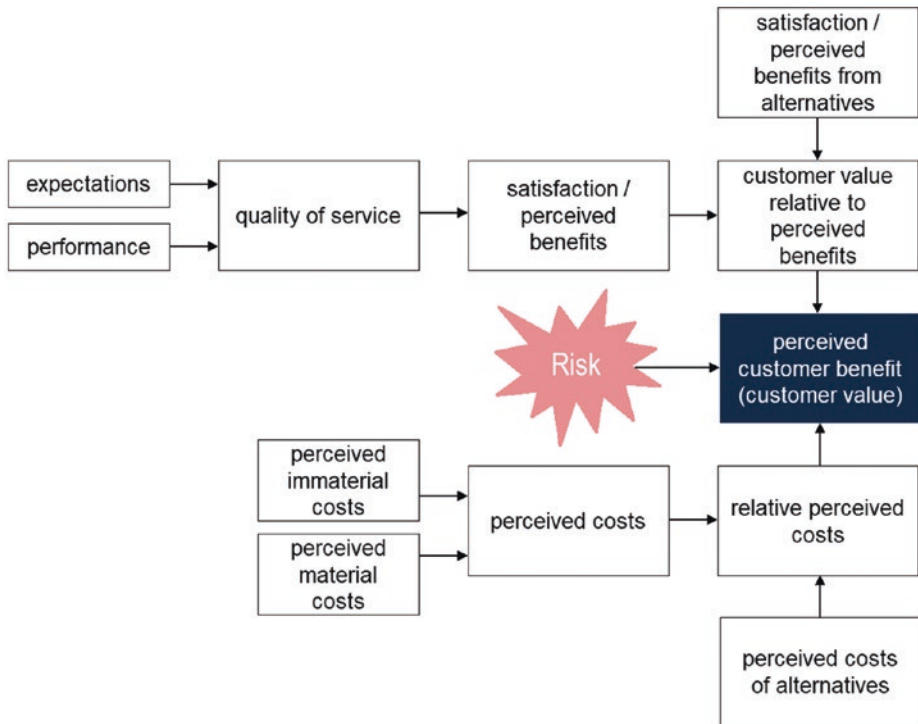 satisfaction /
perceived
benefits from
alternatives
expectations
performance
quality of service
satisfaction /
perceived
benefits
customer value
relative to
perceived
benefits
Risk
perceived
customer benefit
(customer value)
perceived
immaterial
costs
perceived
material
costs
perceived costs
relative perceived
costs
perceived costs
of alternatives